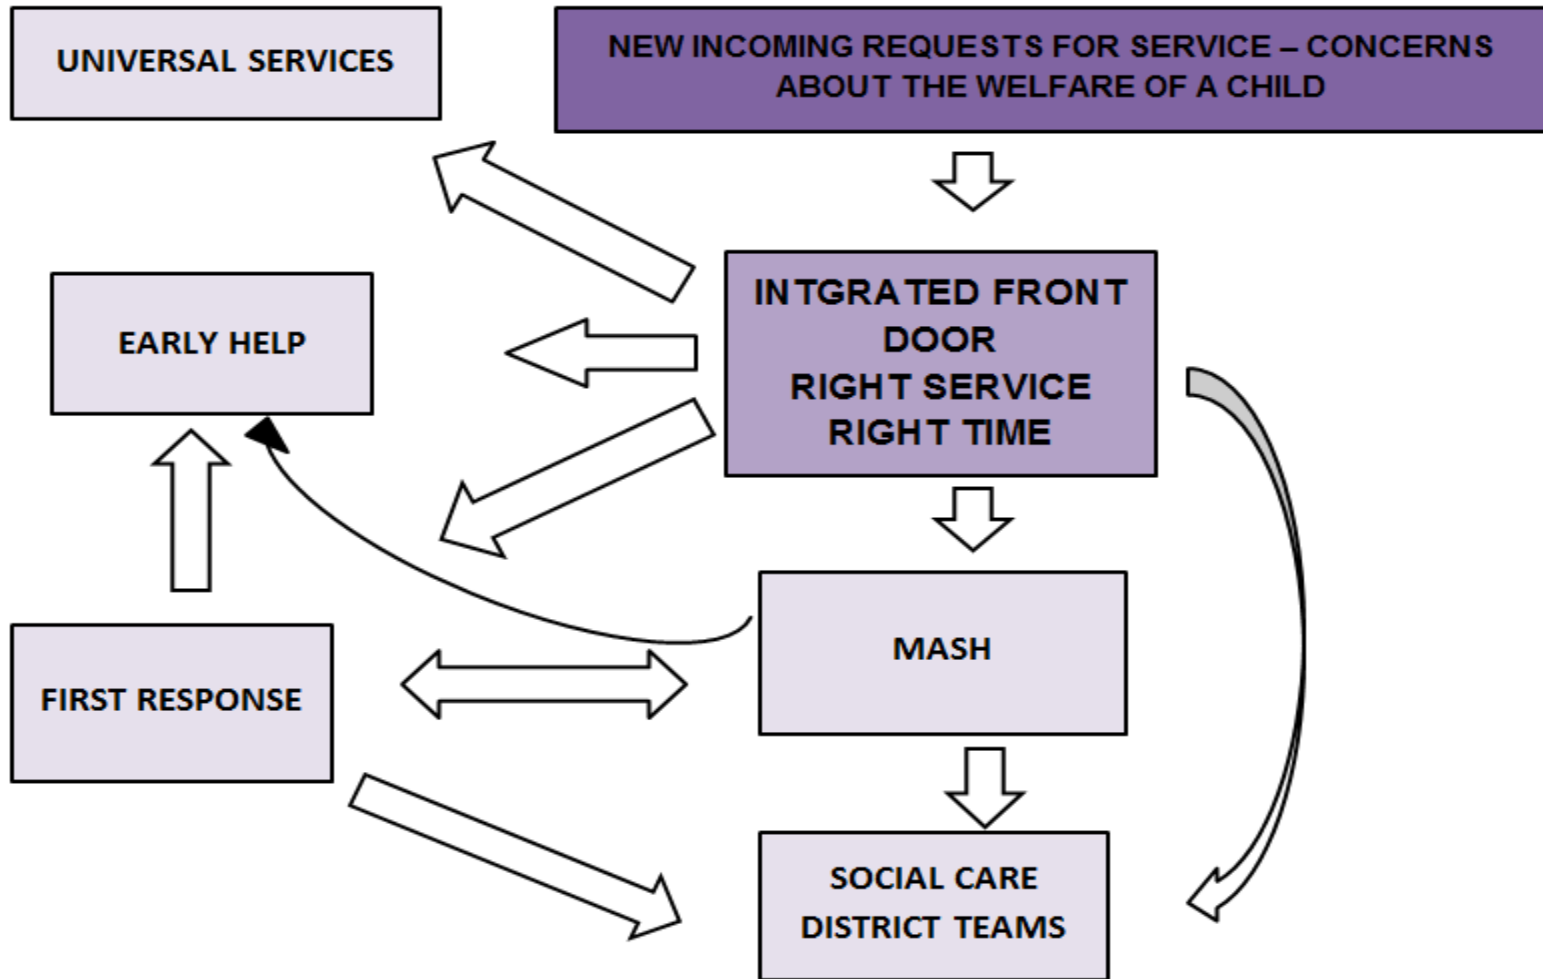 UNIVERSAL SERVICES
NEW INCOMING REQUESTS FOR SERVICE – CONCERNS
ABOUT THE WELFARE OF A CHILD
INTGRATED FRONT
DOOR
RIGHT SERVICE
RIGHT TIME
EARLY HELP
MASH
FIRST RESPONSE
SOCIAL CARE
DISTRICT TEAMS